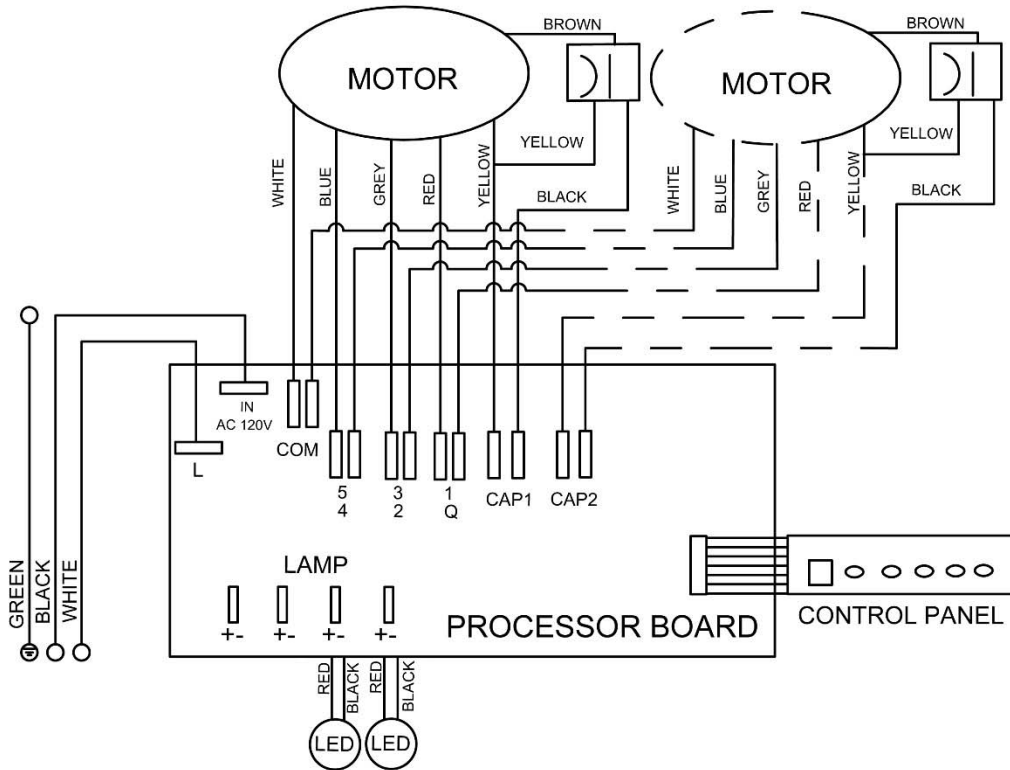 BROWN
BROWN
MOTOR
MOTOR
YELLOW
YELLOW
WHITE
BLUE
GREY
RED
YELLOW
BLACK
WHITE
BLUE
GREY
RED
YELLOW
BLACK
IN
AC 120V
COM
L
5
4
3
2
1
Q
CAP1
CAP2
LAMP
GREEN
BLACK
WHITE
+-
+-
+-
+-
PROCESSOR BOARD
CONTROL PANEL
RED
BLACK
RED
BLACK
LED
LED